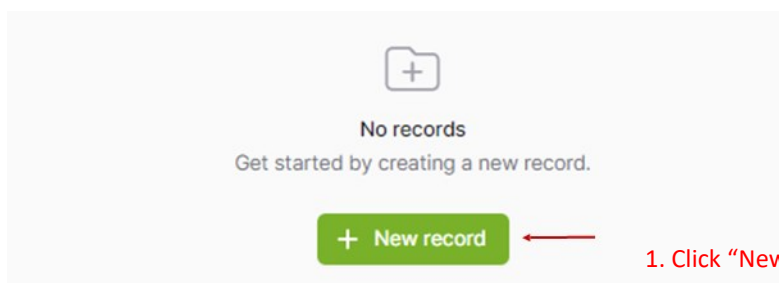 No records
Get started by creating a new record.
+ New record
1. Click “New